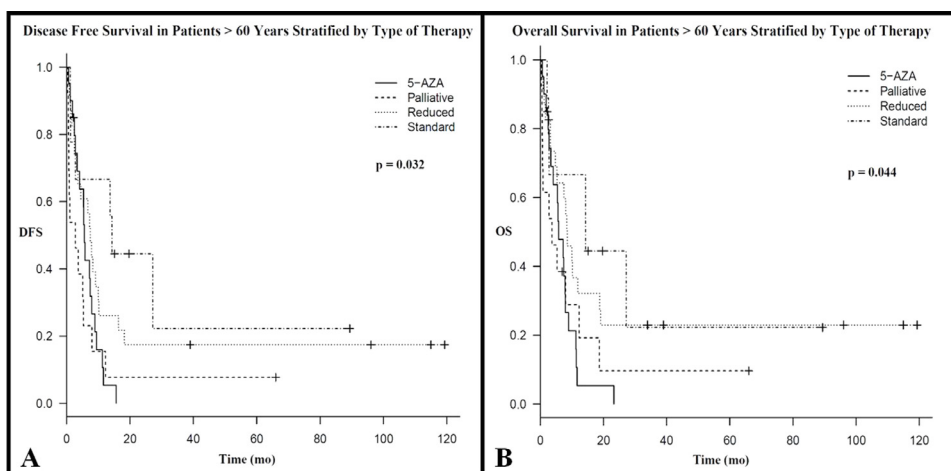 Disease Free Survival in Patients > 60 Years Stratified by Type of Therapy
1.0
0.8
0.6
0.4
0.2
0.0
DFS
5-AZA
Palliative
Reduced
Standard
p = 0.032
0 20 40 60 80 100 120
Time (mo)
A
Overall Survival in Patients > 60 Years Stratified by Type of Therapy
1.0
0.8
0.6
0.4
0.2
0.0
OS
5-AZA
Palliative
Reduced
Standard
p = 0.044
0 20 40 60 80 100 120
Time (mo)
B